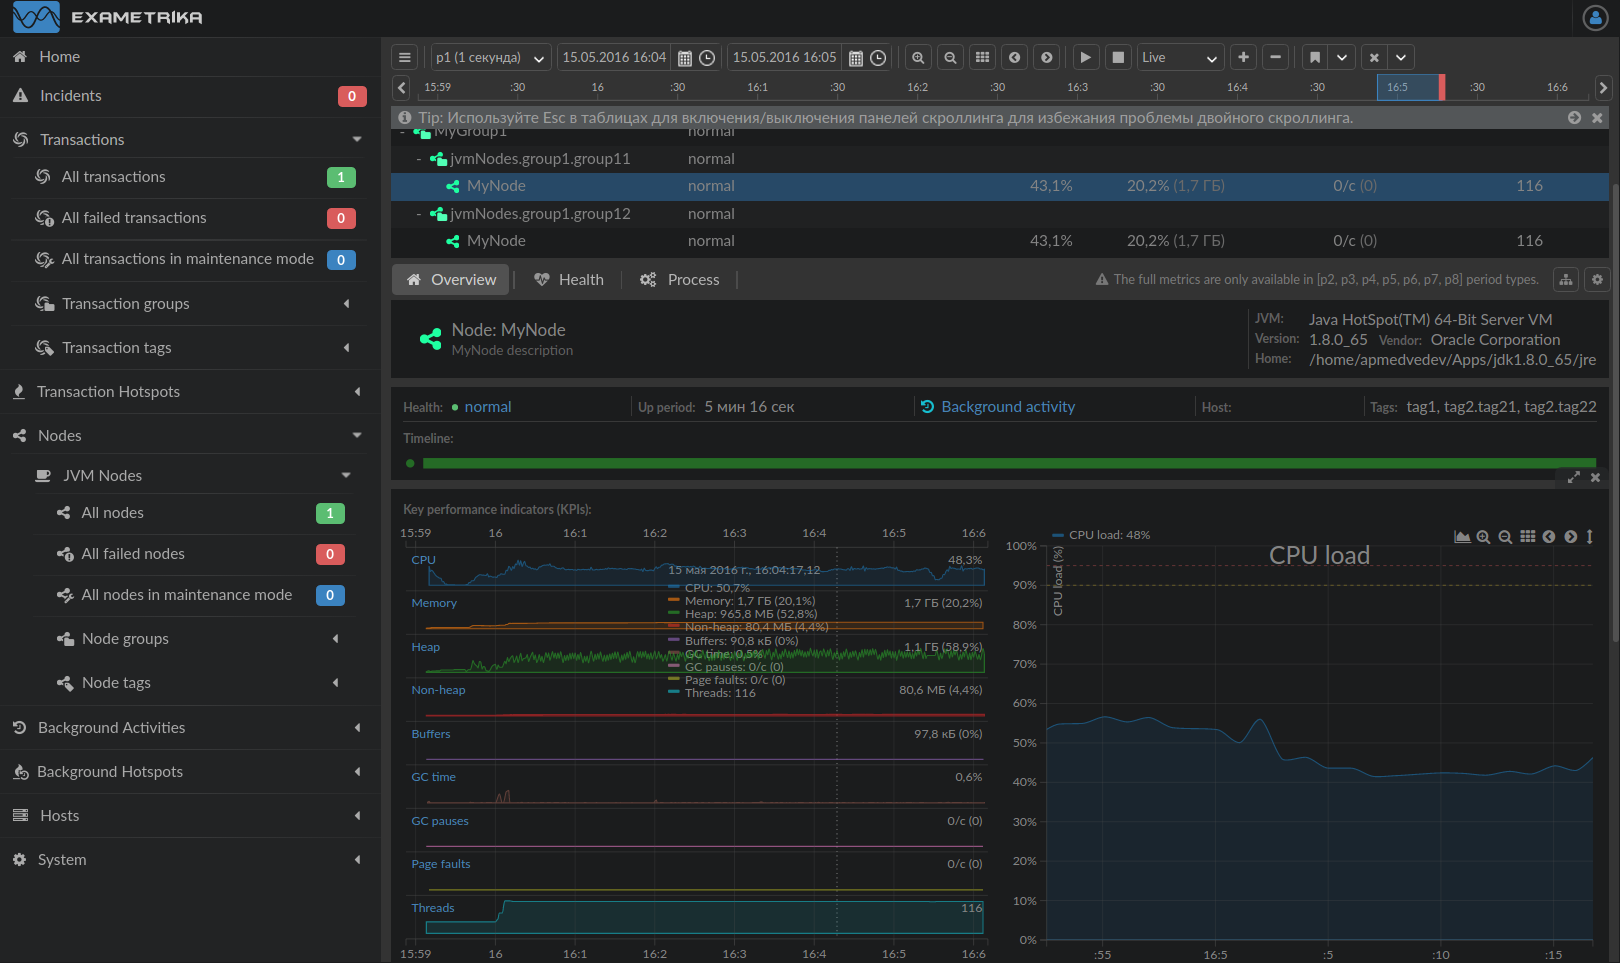 EXAMETRIKA
Home
Incidents 0
Transactions
All transactions 1
All failed transactions 0
All transactions in maintenance mode 0
Transaction groups
Transaction tags
Transaction Hotspots
Nodes
JVM Nodes
All nodes 1
All failed nodes 0
All nodes in maintenance mode 0
Node groups
Node tags
Background Activities
Background Hotspots
Hosts
System
p1 (1 секунда) 15.05.2016 16:04 15.05.2016 16:05 Live
15:59 :30 16 :30 16:1 :30 16:2 :30 16:3 :30 16:4 :30 16:5 :30 16:6
Tip: Используйте Esc в таблицах для включения/выключения панелей скроллинга для избежания проблемы двойного скроллинга.
- MyGroup1 normal
- jvmNodes.group1.group11 normal
MyNode normal 43,1% 20,2% (1,7 ГБ) 0/с (0) 116
- jvmNodes.group1.group12 normal
MyNode normal 43,1% 20,2% (1,7 ГБ) 0/с (0) 116
Overview Health Process The full metrics are only available in [p2, p3, p4, p5, p6, p7, p8] period types.
Node: MyNode
MyNode description
JVM: Java HotSpot(TM) 64-Bit Server VM
Version: 1.8.0_65 Vendor: Oracle Corporation
Home: /home/apmedvedev/Apps/jdk1.8.0_65/jre
Health: normal Up period: 5 мин 16 сек Background activity Host: Tags: tag1, tag2.tag21, tag2.tag22
Timeline:
Key performance indicators (KPIs):
15:59 16 16:1 16:2 16:3 16:4 16:5 16:6
CPU 48,3%
15 мая 2016 г., 16:04:17,12
CPU: 50,7%
Memory 1,7 ГБ (20,2%)
Memory: 1,7 ГБ (20,1%)
Heap: 965,8 МБ (52,8%)
Non-heap: 80,4 МБ (4,4%)
Buffers: 90,8 кБ (0%)
Heap 1,1 ГБ (58,9%)
GC time: 0,5%
GC pauses: 0/с (0)
Page faults: 0/с (0)
Non-heap 80,6 МБ (4,4%)
Threads: 116
Buffers 97,8 кБ (0%)
GC time 0,6%
GC pauses 0/с (0)
Page faults 0/с (0)
Threads 116
15:59 16 16:1 16:2 16:3 16:4 16:5 16:6
CPU load: 48%
CPU load
CPU load (%)
100%
90%
80%
70%
60%
50%
40%
30%
20%
10%
0%
:55 16:5 :5 :10 :15